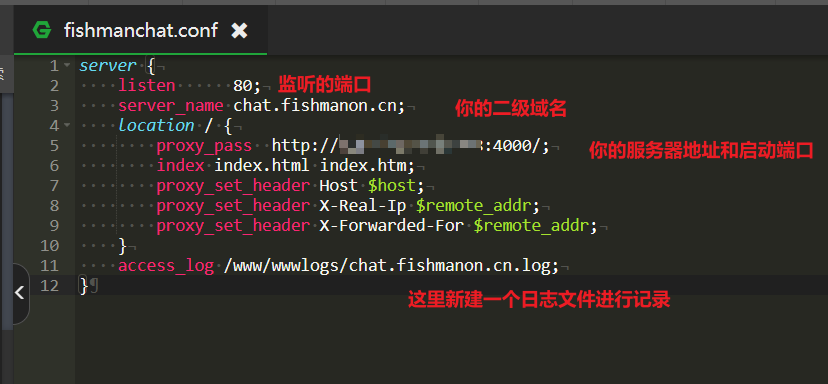 fishmanchat.conf
索
1 server {
2 listen 80; 监听的端口
3 server_name chat.fishmanon.cn; 你的二级域名
4 location / {
5 proxy_pass http://:4000/; 你的服务器地址和启动端口
6 index index.html index.htm;
7 proxy_set_header Host $host;
8 proxy_set_header X-Real-Ip $remote_addr;
9 proxy_set_header X-Forwarded-For $remote_addr;
10 }
11 access_log /www/wwwlogs/chat.fishmanon.cn.log;
12 }
这里新建一个日志文件进行记录